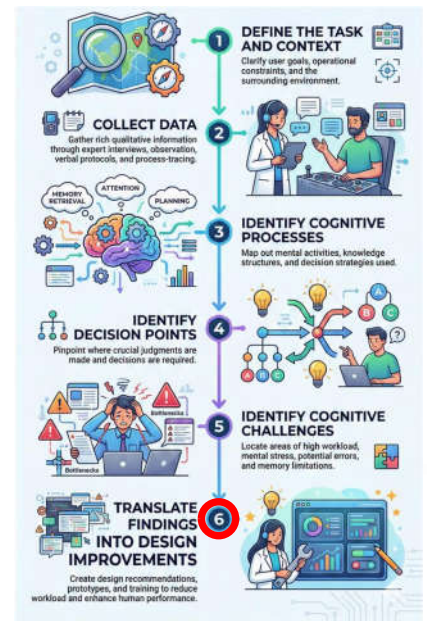 1
DEFINE THE TASK
AND CONTEXT
Clarify user goals, operational
constraints, and the
surrounding environment.
COLLECT DATA
Gather rich qualitative information
through expert interviews, observation,
verbal protocols, and process-tracing.
2
MEMORY
RETRIEVAL
ATTENTION
PLANNING
3
IDENTIFY COGNITIVE
PROCESSES
Map out mental activities, knowledge
structures, and decision strategies used.
IDENTIFY
DECISION POINTS
Pinpoint where crucial judgments are
made and decisions are required.
4
A
B
C
A
B
C
?
Bottlenecks
Bottlenecks
5
IDENTIFY COGNITIVE
CHALLENGES
Locate areas of high workload,
mental stress, potential errors,
and memory limitations.
TRANSLATE
FINDINGS
INTO DESIGN
IMPROVEMENTS
Create design recommendations,
prototypes, and training to reduce
workload and enhance human performance.
6